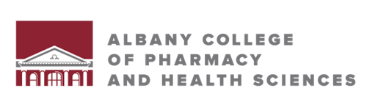 ALBANY COLLEGE
OF PHARMACY
AND HEALTH SCIENCES